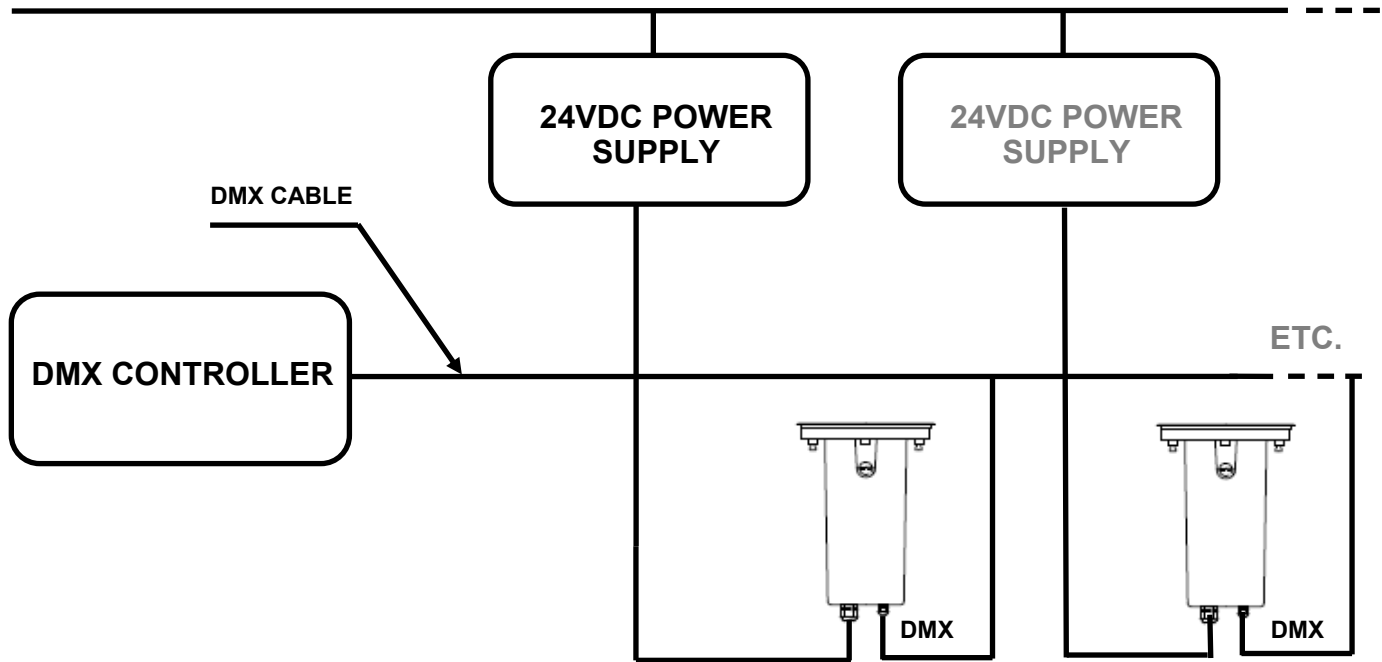 24VDC POWER
SUPPLY
24VDC POWER
SUPPLY
DMX CABLE
DMX CONTROLLER
ETC.
DMX
DMX